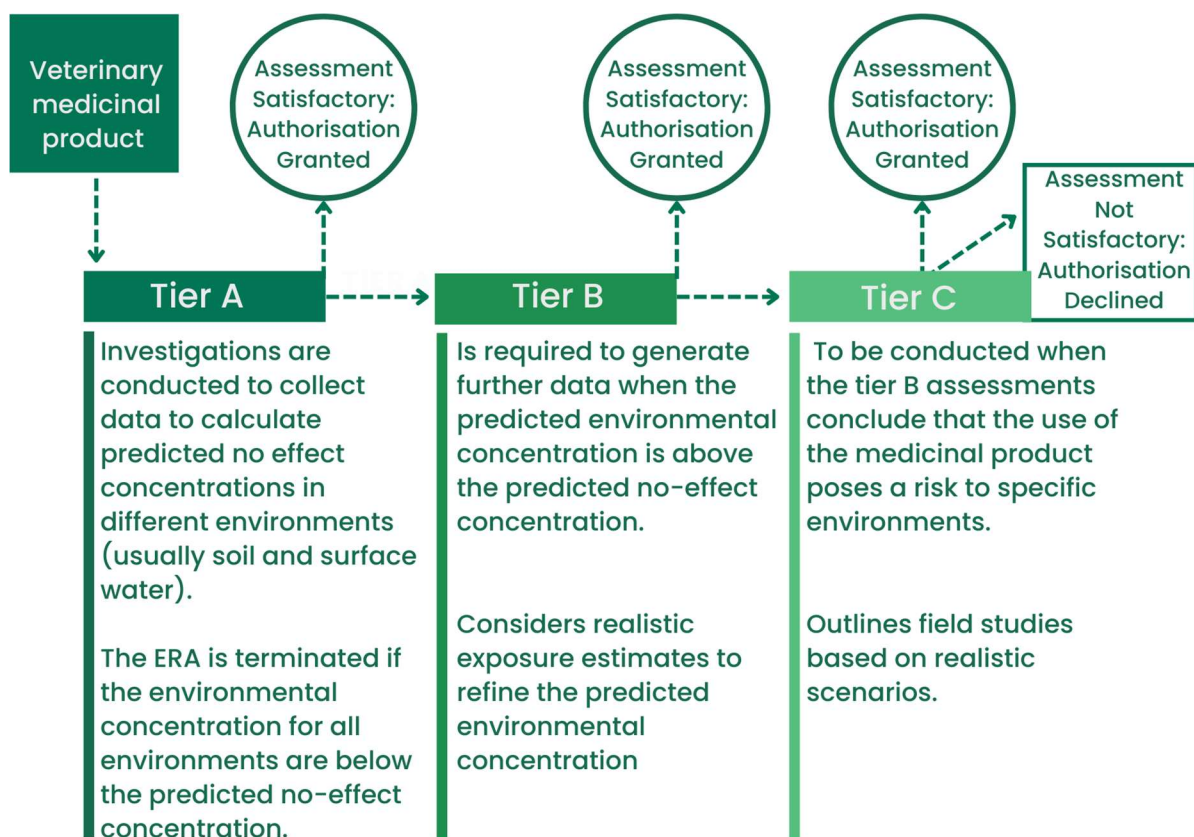 Veterinary
medicinal
product
Assessment
Satisfactory:
Authorisation
Granted
Assessment
Satisfactory:
Authorisation
Granted
Assessment
Satisfactory:
Authorisation
Granted
Assessment
Not
Satisfactory:
Authorisation
Declined
Tier A
Investigations are
conducted to collect
data to calculate
predicted no effect
concentrations in
different environments
(usually soil and surface
water).
The ERA is terminated if
the environmental
concentration for all
environments are below
the predicted no-effect
concentration.
Tier B
Is required to generate
further data when the
predicted environmental
concentration is above
the predicted no-effect
concentration.
Considers realistic
exposure estimates to
refine the predicted
environmental
concentration
Tier C
To be conducted when
the tier B assessments
conclude that the use of
the medicinal product
poses a risk to specific
environments.
Outlines field studies
based on realistic
scenarios.